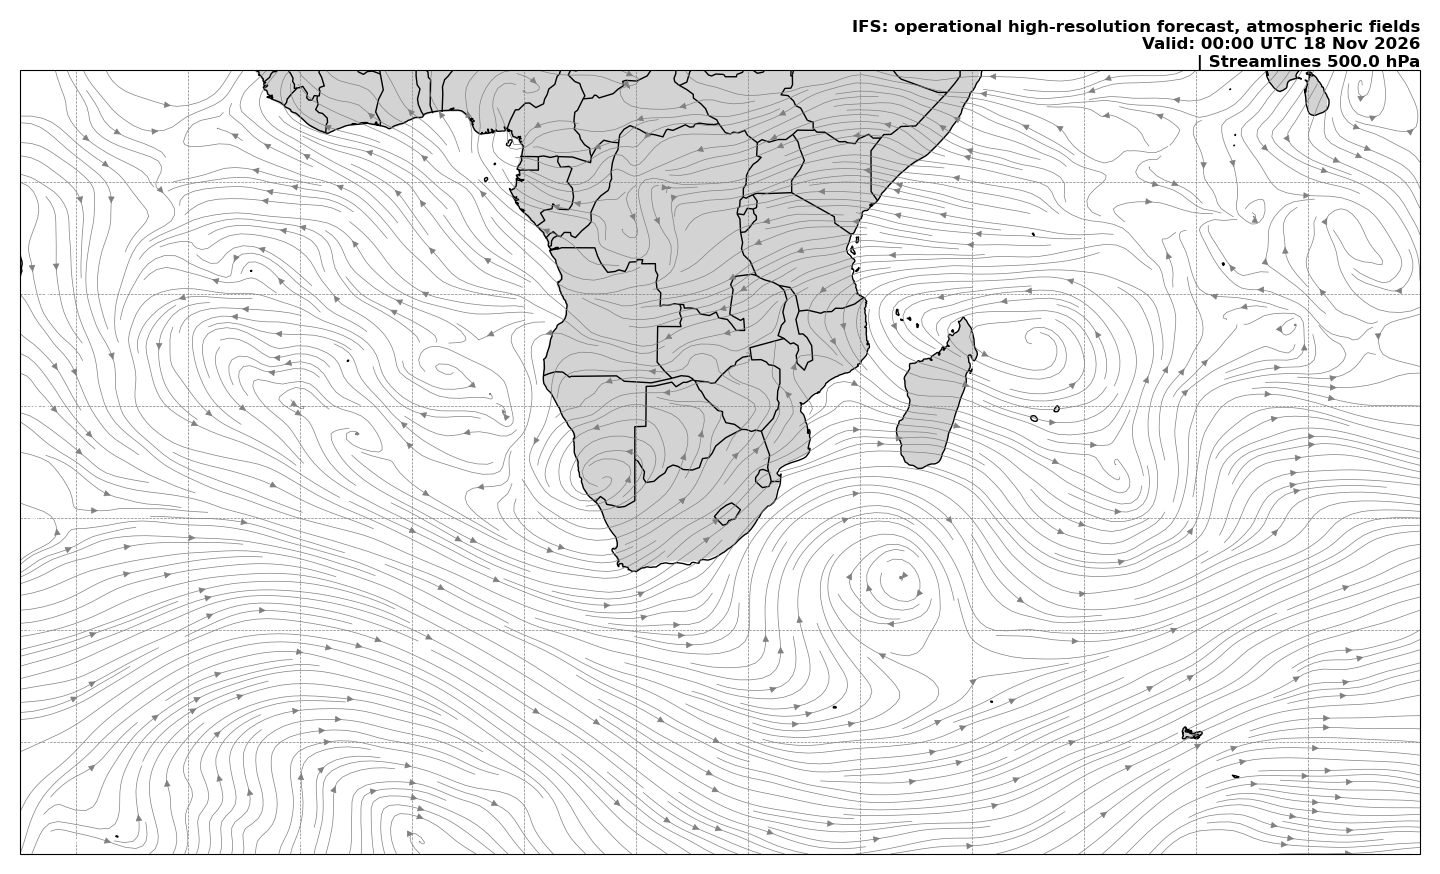 IFS: operational high-resolution forecast, atmospheric fields
Valid: 00:00 UTC 18 Nov 2026
| Streamlines 500.0 hPa